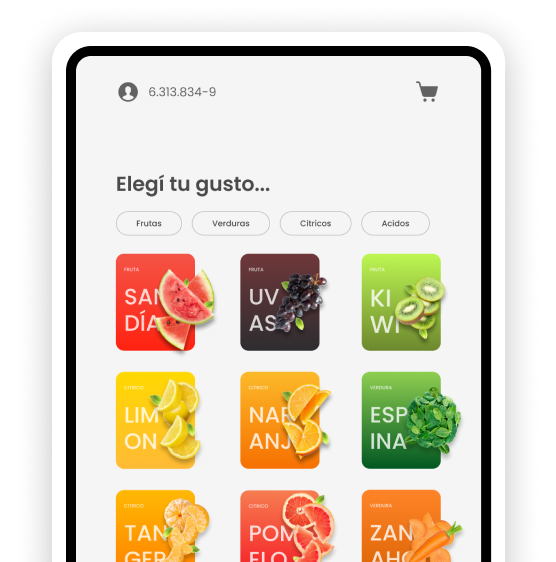 6.313.834-9
Elegí tu gusto...
Frutas
Verduras
Cítricos
Acidos
FRUTA
SAN
DÍA
FRUTA
UV
AS
FRUTA
KI
WI
CITRICO
LIM
ON
CITRICO
NAR
ANJ
VERDURA
ESP
INA
CITRICO
TAN
GER
CITRICO
POM
ELO
VERDURA
ZAN
AHO